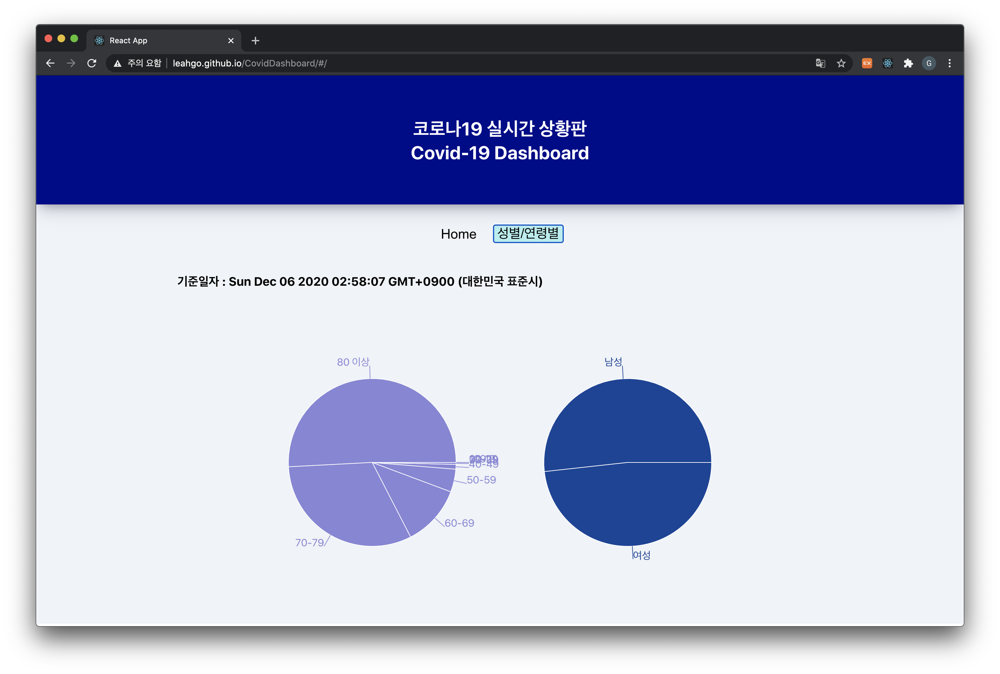 React App
주의 요함 leahgo.github.io/CovidDashboard/#/
EX
G
코로나19 실시간 상황판
Covid-19 Dashboard
Home 성별/연령별
기준일자 : Sun Dec 06 2020 02:58:07 GMT+0900 (대한민국 표준시)
80 이상
40-49
50-59
60-69
70-79
남성
여성